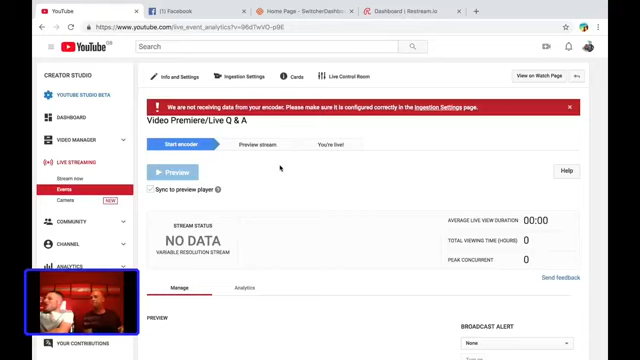 YouTube
Facebook
Home Page - SwitcherDashbo
Dashboard | Restream.io
https://www.youtube.com/live_event_analytics?v=96dTwVO-p9E
YouTube GB
Search
CREATOR STUDIO
Info and Settings
Ingestion Settings
Cards
Live Control Room
View on Watch Page
YOUTUBE STUDIO BETA
We are not receiving data from your encoder. Please make sure it is configured correctly in the Ingestion Settings page.
DASHBOARD
Video Premiere/Live Q & A
VIDEO MANAGER
Start encoder
Preview stream
You're live!
LIVE STREAMING
Preview
Help
Stream now
Events
Sync to preview player
Camera
NEW
COMMUNITY
STREAM STATUS
NO DATA
VARIABLE RESOLUTION STREAM
AVERAGE LIVE VIEW DURATION 00:00
TOTAL VIEWING TIME (HOURS) 0
PEAK CONCURRENT 0
CHANNEL
ANALYTICS
Send feedback
Manage
Analytics
PREVIEW
BROADCAST ALERT
None
YOUR CONTRIBUTIONS